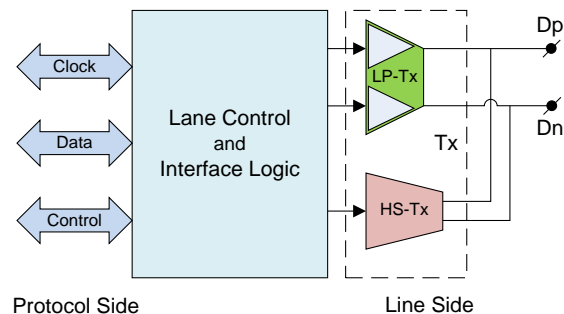 Dp
Clock
LP-Tx
Lane Control
and
Interface Logic
Data
Tx
Dn
Control
HS-Tx
Protocol Side
Line Side